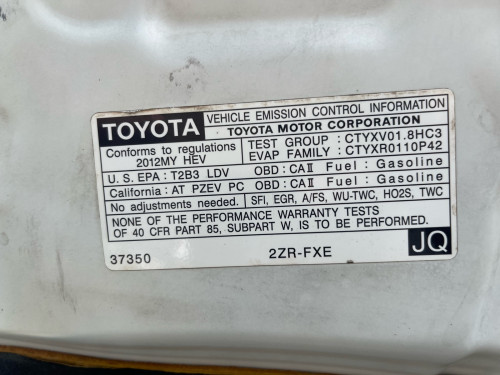 TOYOTA
VEHICLE EMISSION CONTROL INFORMATION
TOYOTA MOTOR CORPORATION
Conforms to regulations
2012MY HEV
TEST GROUP : CTYXV01.8HC3
EVAP FAMILY : CTYXR0110P42
U.S. EPA : T2B3 LDV OBD : CAⅡ Fuel : Gasoline
California : AT PZEV PC OBD : CAⅡ Fuel : Gasoline
No adjustments needed. SFI, EGR, A/FS, WU-TWC, HO2S, TWC
NONE OF THE PERFORMANCE WARRANTY TESTS
OF 40 CFR PART 85, SUBPART W, IS TO BE PERFORMED.
37350 2ZR-FXE JQ